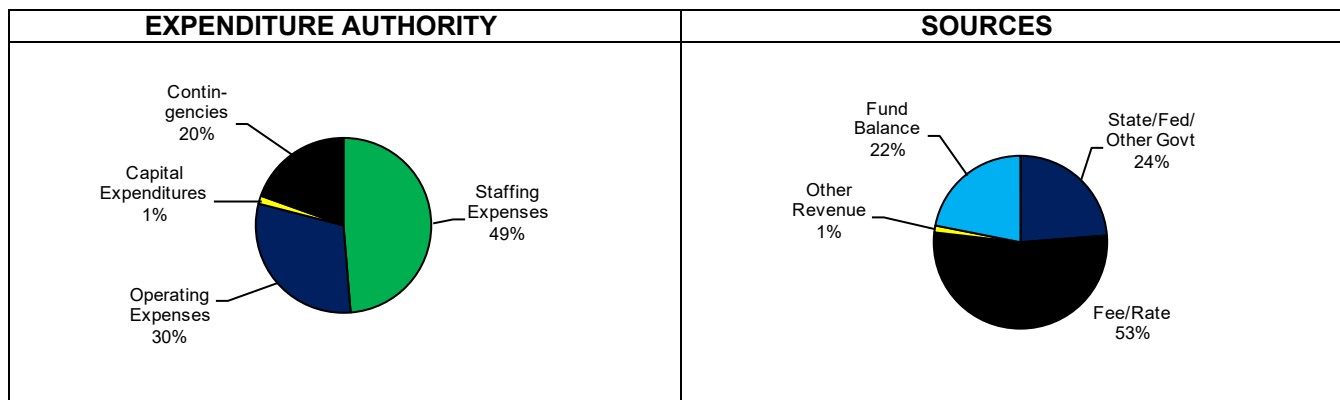 EXPENDITURE AUTHORITY
Contin-
gencies
20%
Capital
Expenditures
1%
Operating
Expenses
30%
Staffing
Expenses
49%
SOURCES
Fund
Balance
22%
Other
Revenue
1%
State/Fed/
Other Govt
24%
Fee/Rate
53%